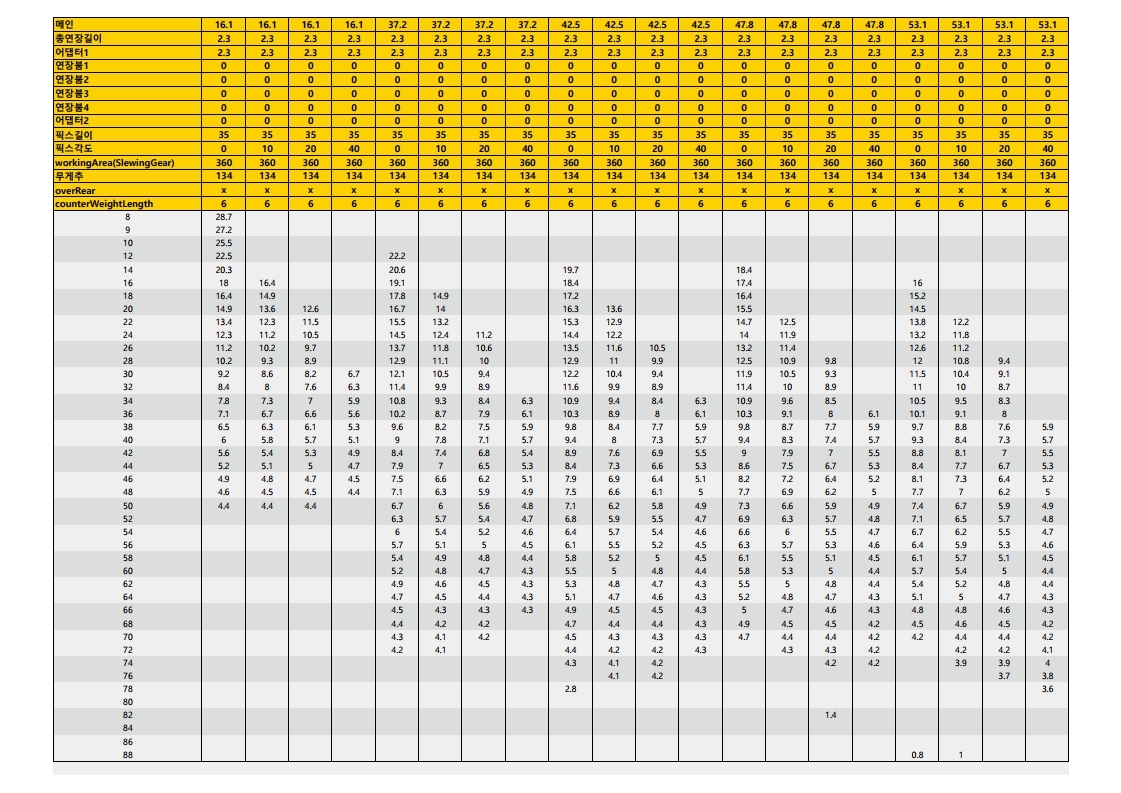 메인 16.1 16.1 16.1 16.1 37.2 37.2 37.2 37.2 42.5 42.5 42.5 42.5 47.8 47.8 47.8 47.8 53.1 53.1 53.1 53.1
총연장길이 2.3 2.3 2.3 2.3 2.3 2.3 2.3 2.3 2.3 2.3 2.3 2.3 2.3 2.3 2.3 2.3 2.3 2.3 2.3 2.3
어댑터1 2.3 2.3 2.3 2.3 2.3 2.3 2.3 2.3 2.3 2.3 2.3 2.3 2.3 2.3 2.3 2.3 2.3 2.3 2.3 2.3
연장붐1 0 0 0 0 0 0 0 0 0 0 0 0 0 0 0 0 0 0 0 0
연장붐2 0 0 0 0 0 0 0 0 0 0 0 0 0 0 0 0 0 0 0 0
연장붐3 0 0 0 0 0 0 0 0 0 0 0 0 0 0 0 0 0 0 0 0
연장붐4 0 0 0 0 0 0 0 0 0 0 0 0 0 0 0 0 0 0 0 0
어댑터2 0 0 0 0 0 0 0 0 0 0 0 0 0 0 0 0 0 0 0 0
픽스길이 35 35 35 35 35 35 35 35 35 35 35 35 35 35 35 35 35 35 35 35
픽스각도 0 10 20 40 0 10 20 40 0 10 20 40 0 10 20 40 0 10 20 40
workingArea(SlewingGear) 360 360 360 360 360 360 360 360 360 360 360 360 360 360 360 360 360 360 360 360
무게추 134 134 134 134 134 134 134 134 134 134 134 134 134 134 134 134 134 134 134 134
overRear x x x x x x x x x x x x x x x x x x x x
counterWeightLength 6 6 6 6 6 6 6 6 6 6 6 6 6 6 6 6 6 6 6 6
8 28.7
9 27.2
10 25.5
12 22.5 22.2
14 20.3 20.6 19.7 18.4
16 18 16.4 19.1 18.4 17.4 16
18 16.4 14.9 17.8 14.9 17.2 16.4 15.2
20 14.9 13.6 12.6 16.7 14 16.3 13.6 15.5 14.5
22 13.4 12.3 11.5 15.5 13.2 15.3 12.9 14.7 12.5 13.8 12.2
24 12.3 11.2 10.5 14.5 12.4 11.2 14.4 12.2 14 11.9 13.2 11.8
26 11.2 10.2 9.7 13.7 11.8 10.6 13.5 11.6 10.5 13.2 11.4 12.6 11.2
28 10.2 9.3 8.9 12.9 11.1 10 12.9 11 9.9 12.5 10.9 9.8 12 10.8 9.4
30 9.2 8.6 8.2 6.7 12.1 10.5 9.4 12.2 10.4 9.4 11.9 10.5 9.3 11.5 10.4 9.1
32 8.4 8 7.6 6.3 11.4 9.9 8.9 11.6 9.9 8.9 11.4 10 8.9 11 10 8.7
34 7.8 7.3 7 5.9 10.8 9.3 8.4 6.3 10.9 9.4 8.4 6.3 10.9 9.6 8.5 10.5 9.5 8.3
36 7.1 6.7 6.6 5.6 10.2 8.7 7.9 6.1 10.3 8.9 8 6.1 10.3 9.1 8 6.1 10.1 9.1 8
38 6.5 6.3 6.1 5.3 9.6 8.2 7.5 5.9 9.8 8.4 7.7 5.9 9.8 8.7 7.7 5.9 9.7 8.8 7.6 5.9
40 6 5.8 5.7 5.1 9 7.8 7.1 5.7 9.4 8 7.3 5.7 9.4 8.3 7.4 5.7 9.3 8.4 7.3 5.7
42 5.6 5.4 5.3 4.9 8.4 7.4 6.8 5.4 8.9 7.6 6.9 5.5 9 7.9 7 5.5 8.8 8.1 7 5.5
44 5.2 5.1 5 4.7 7.9 7 6.5 5.3 8.4 7.3 6.6 5.3 8.6 7.5 6.7 5.3 8.4 7.7 6.7 5.3
46 4.9 4.8 4.7 4.5 7.5 6.6 6.2 5.1 7.9 6.9 6.4 5.1 8.2 7.2 6.4 5.2 8.1 7.3 6.4 5.2
48 4.6 4.5 4.5 4.4 7.1 6.3 5.9 4.9 7.5 6.6 6.1 5 7.7 6.9 6.2 5 7.7 7 6.2 5
50 4.4 4.4 4.4 6.7 6 5.6 4.8 7.1 6.2 5.8 4.9 7.3 6.6 5.9 4.9 7.4 6.7 5.9 4.9
52 6.3 5.7 5.4 4.7 6.8 5.9 5.5 4.7 6.9 6.3 5.7 4.8 7.1 6.5 5.7 4.8
54 6 5.4 5.2 4.6 6.4 5.7 5.4 4.6 6.6 6 5.5 4.7 6.7 6.2 5.5 4.7
56 5.7 5.1 5 4.5 6.1 5.5 5.2 4.5 6.3 5.7 5.3 4.6 6.4 5.9 5.3 4.6
58 5.4 4.9 4.8 4.4 5.8 5.2 5 4.5 6.1 5.5 5.1 4.5 6.1 5.7 5.1 4.5
60 5.2 4.8 4.7 4.3 5.5 5 4.8 4.4 5.8 5.3 5 4.4 5.7 5.4 5 4.4
62 4.9 4.6 4.5 4.3 5.3 4.8 4.7 4.3 5.5 5 4.8 4.4 5.4 5.2 4.8 4.4
64 4.7 4.5 4.4 4.3 5.1 4.7 4.6 4.3 5.2 4.8 4.7 4.3 5.1 5 4.7 4.3
66 4.5 4.3 4.3 4.3 4.9 4.5 4.5 4.3 5 4.7 4.6 4.3 4.8 4.8 4.6 4.3
68 4.4 4.2 4.2 4.7 4.4 4.4 4.3 4.9 4.5 4.5 4.2 4.5 4.6 4.5 4.2
70 4.3 4.1 4.2 4.5 4.3 4.3 4.3 4.7 4.4 4.4 4.2 4.2 4.4 4.4 4.2
72 4.2 4.1 4.4 4.2 4.2 4.3 4.3 4.3 4.2 4.2 4.2 4.1
74 4.3 4.1 4.2 4.2 4.2 3.9 3.9 4
76 4.1 4.2 3.7 3.8
78 2.8 3.6
80
82 1.4
84
86
88 0.8 1